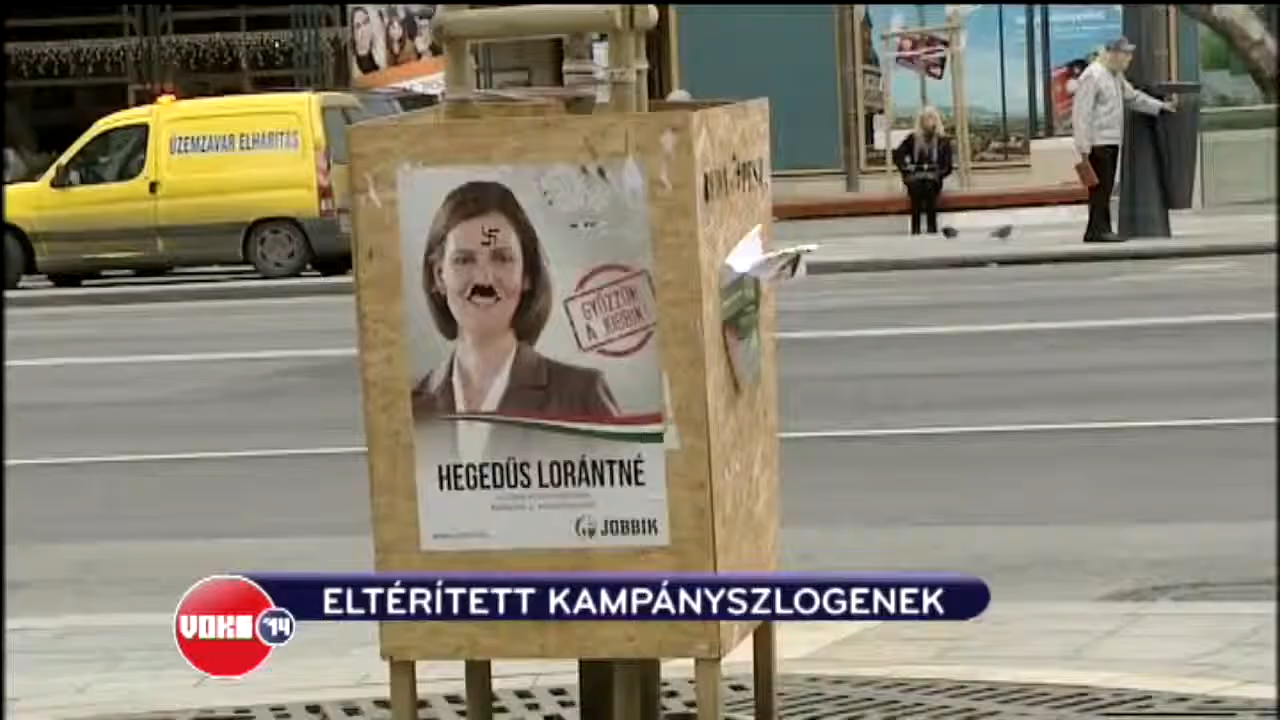 ÜZEMZAVAR ELHÁRÍTÁS
GYŐZZÖN
A JOBBIK!
HEGEDŰS LORÁNTNÉ
JOBBIK
ELTÉRÍTETT KAMPÁNYSZLOGENEK
VOKS '14